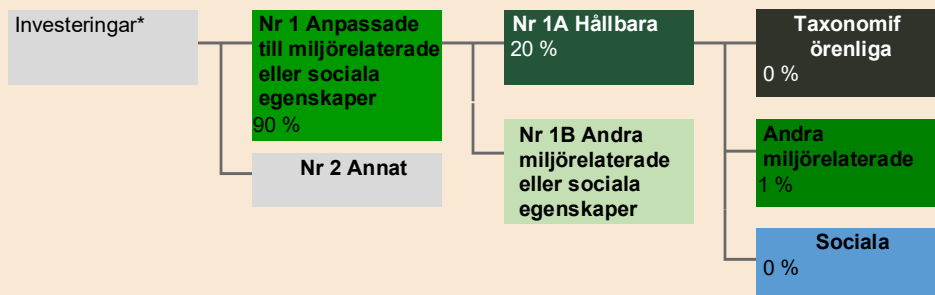 Investeringar*
Nr 1 Anpassade
till miljörelaterade
eller sociala
egenskaper
90 %
Nr 2 Annat
Nr 1A Hållbara
20 %
Nr 1B Andra
miljörelaterade
eller sociala
egenskaper
Taxonomif
örenliga
0 %
Andra
miljörelaterade
1 %
Sociala
0 %